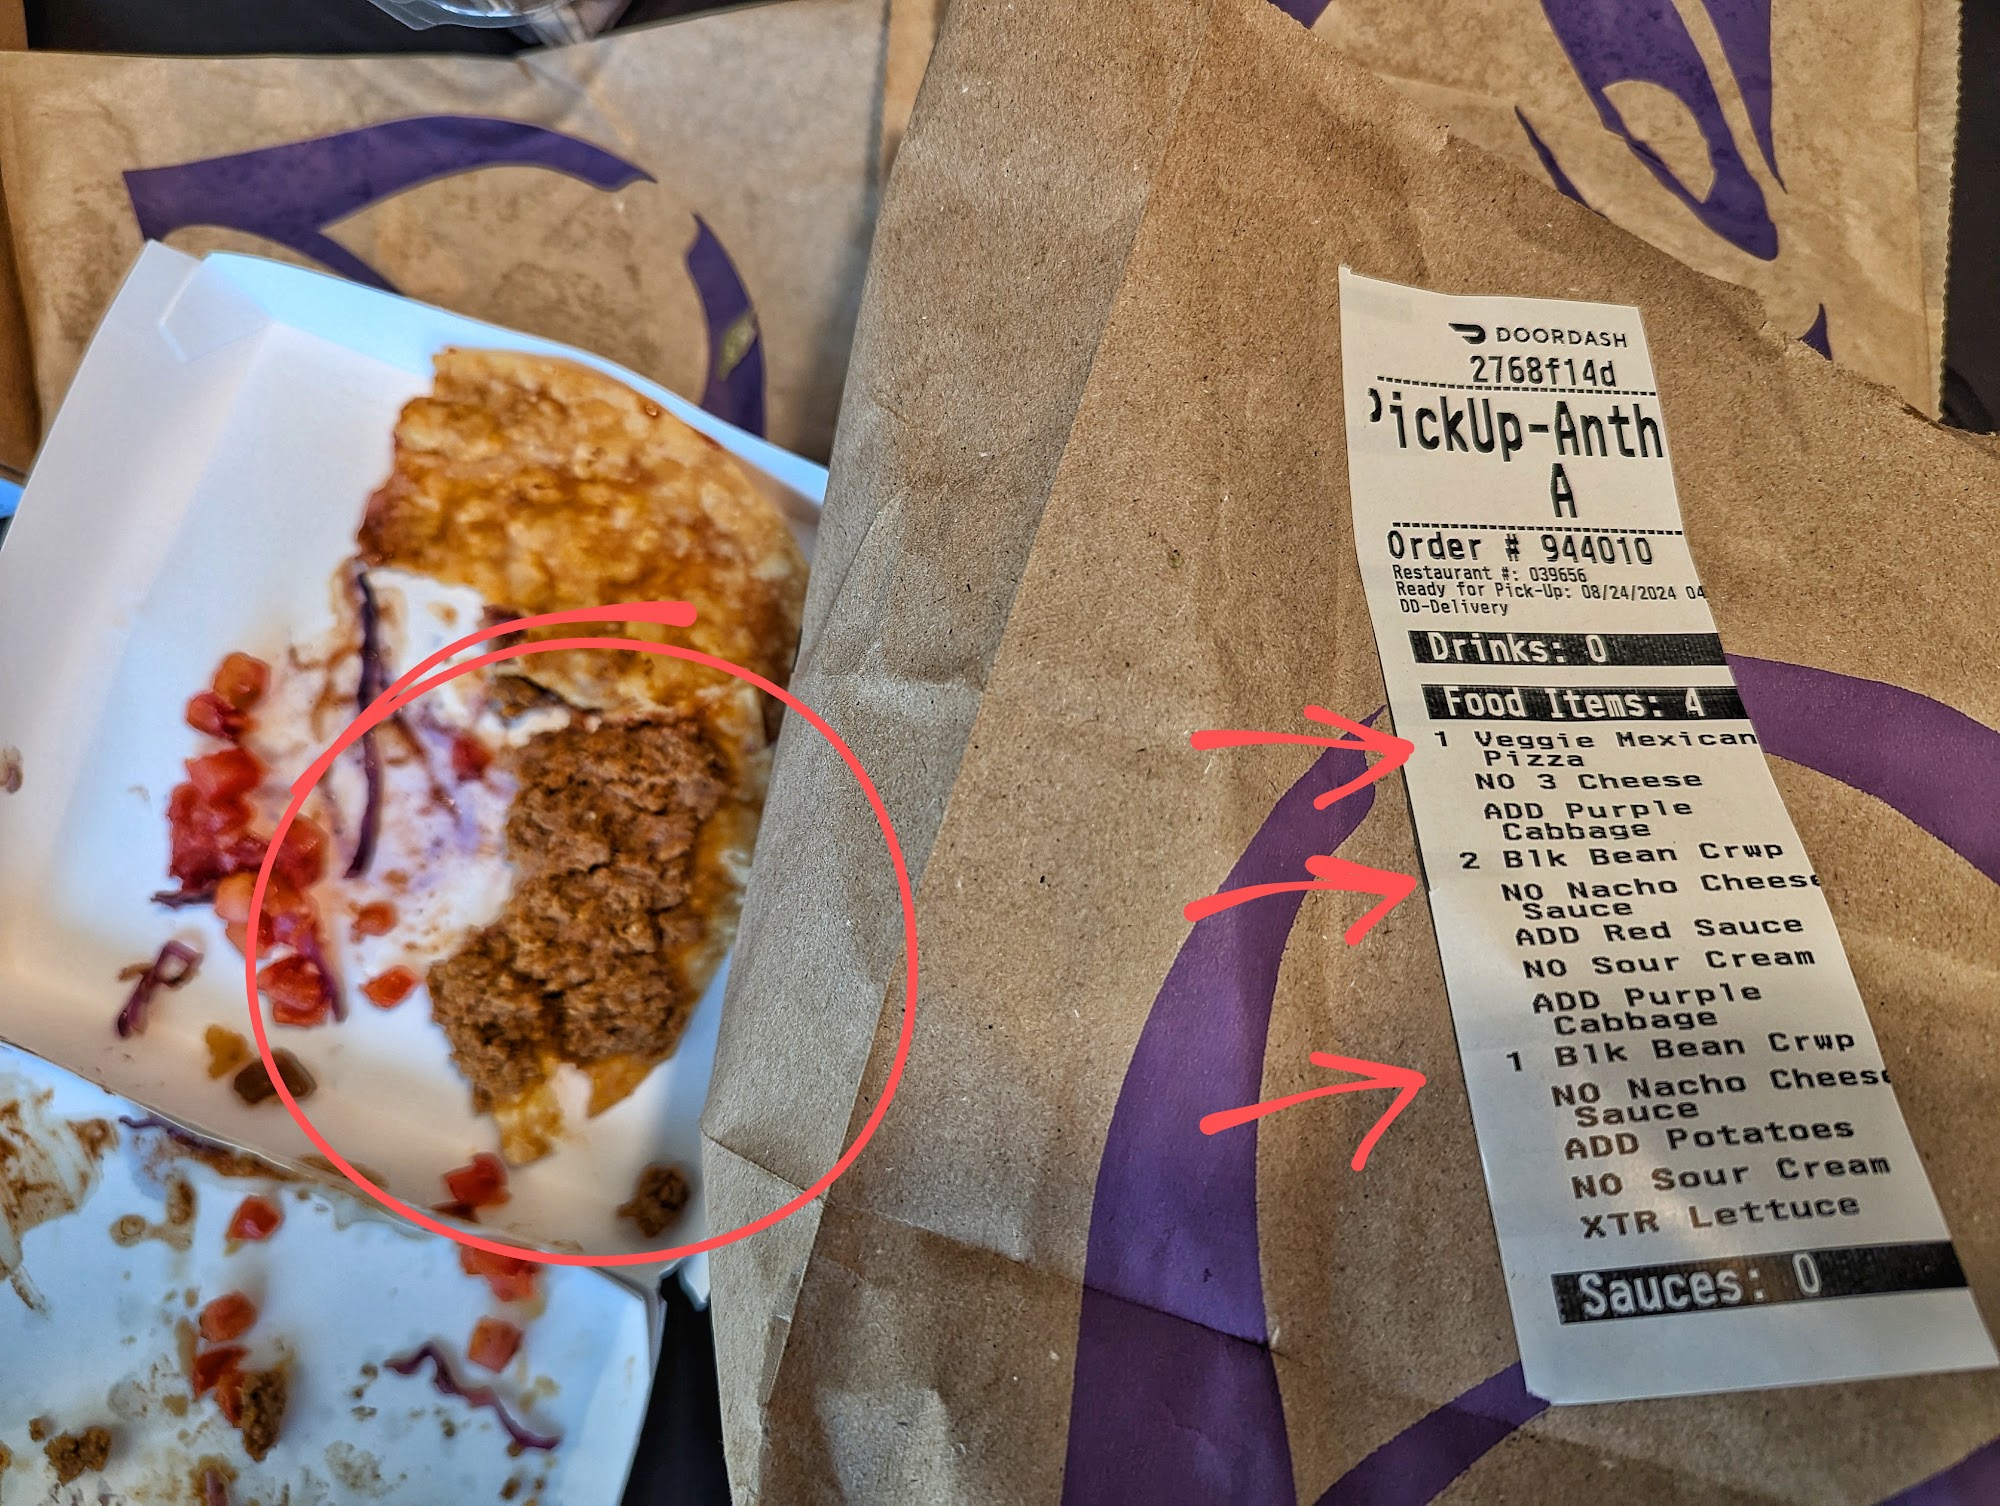 DOORDASH
2768f14d
PickUp-Anth
A
Order # 944010
Restaurant #: 039656
Ready for Pick-Up: 08/24/2024 04
DD-Delivery
Drinks: 0
Food Items: 4
1 Veggie Mexican
Pizza
NO 3 Cheese
ADD Purple
Cabbage
2 Blk Bean Crwp
NO Nacho Cheese
Sauce
ADD Red Sauce
NO Sour Cream
ADD Purple
Cabbage
1 Blk Bean Crwp
NO Nacho Cheese
Sauce
ADD Potatoes
NO Sour Cream
XTR Lettuce
Sauces: 0